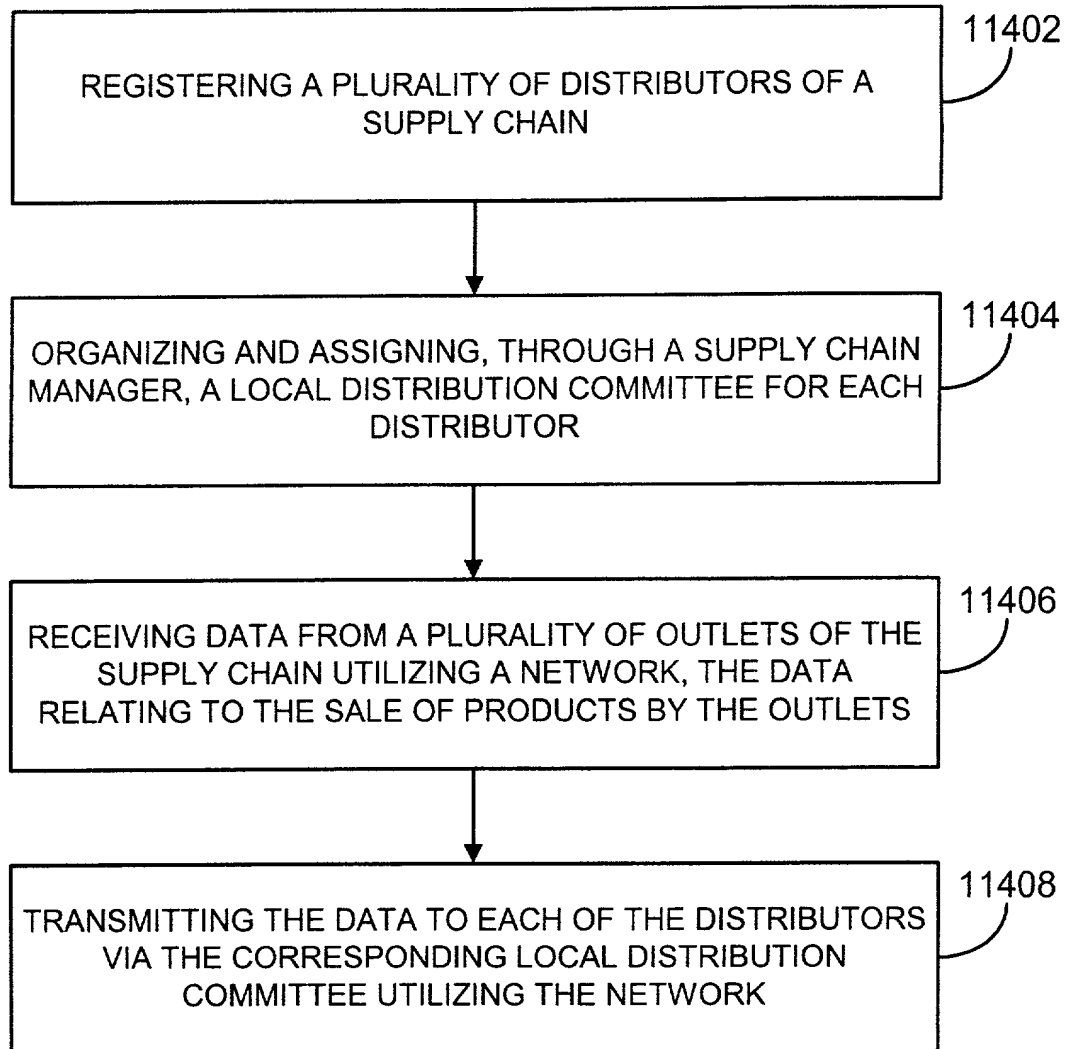 11402
REGISTERING A PLURALITY OF DISTRIBUTORS OF A
SUPPLY CHAIN
11404
ORGANIZING AND ASSIGNING, THROUGH A SUPPLY CHAIN
MANAGER, A LOCAL DISTRIBUTION COMMITTEE FOR EACH
DISTRIBUTOR
11406
RECEIVING DATA FROM A PLURALITY OF OUTLETS OF THE
SUPPLY CHAIN UTILIZING A NETWORK, THE DATA
RELATING TO THE SALE OF PRODUCTS BY THE OUTLETS
11408
TRANSMITTING THE DATA TO EACH OF THE DISTRIBUTORS
VIA THE CORRESPONDING LOCAL DISTRIBUTION
COMMITTEE UTILIZING THE NETWORK